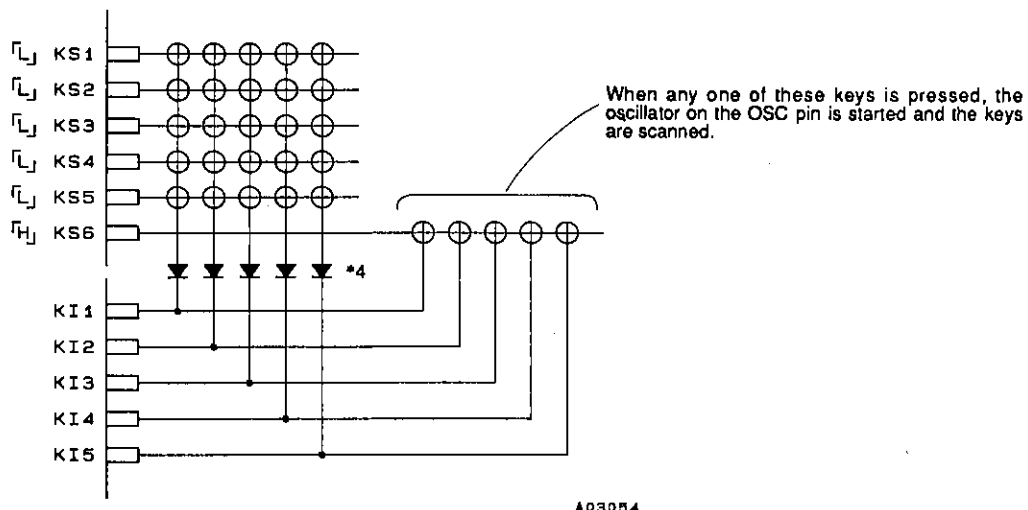 「L」 KS1
「L」 KS2
「L」 KS3
「L」 KS4
「L」 KS5
「H」 KS6
When any one of these keys is pressed, the
oscillator on the OSC pin is started and the keys
are scanned.
*4
KI1
KI2
KI3
KI4
KI5
A03954